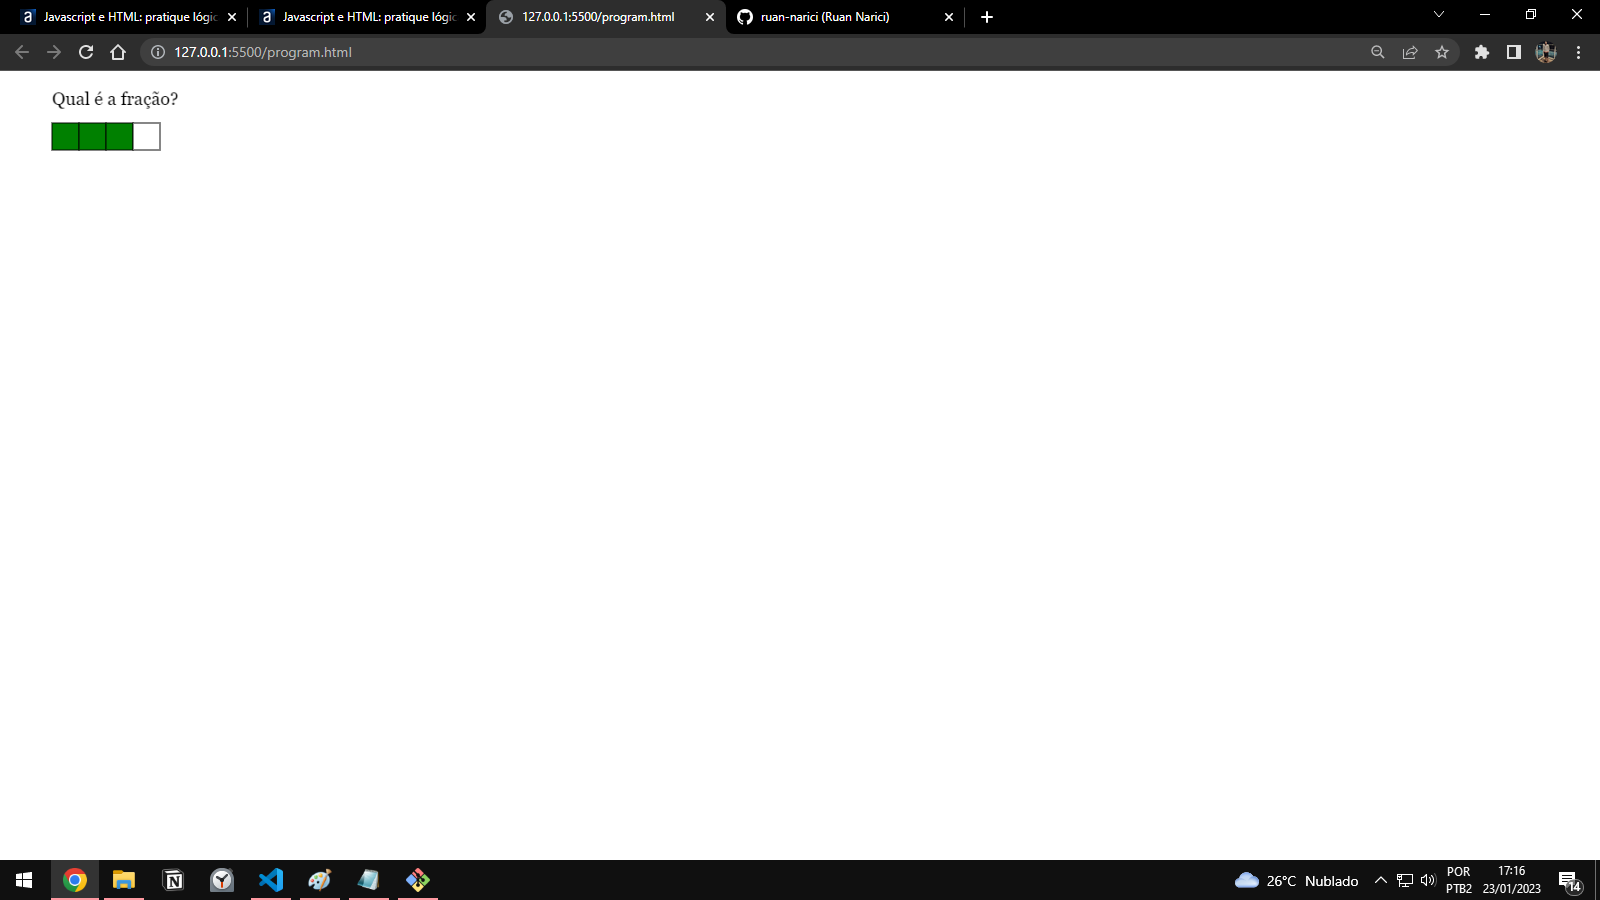 Javascript e HTML: pratique lógic
Javascript e HTML: pratique lógic
127.0.0.1:5500/program.html
ruan-narici (Ruan Narici)
127.0.0.1:5500/program.html
Qual é a fração?
26°C Nublado
POR
PTB2
17:16
23/01/2023
14